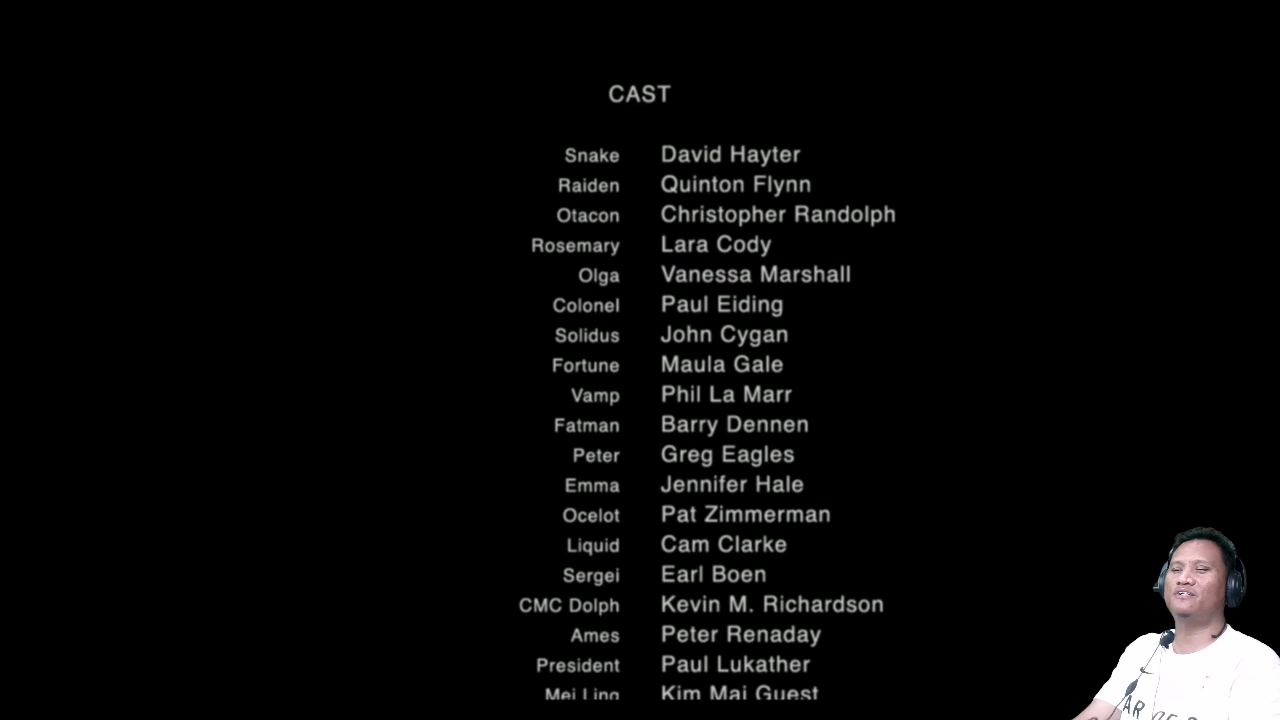 CAST
Snake David Hayter
Raiden Quinton Flynn
Otacon Christopher Randolph
Rosemary Lara Cody
Olga Vanessa Marshall
Colonel Paul Eiding
Solidus John Cygan
Fortune Maula Gale
Vamp Phil La Marr
Fatman Barry Dennen
Peter Greg Eagles
Emma Jennifer Hale
Ocelot Pat Zimmerman
Liquid Cam Clarke
Sergei Earl Boen
CMC Dolph Kevin M. Richardson
Ames Peter Renaday
President Paul Lukather
Mei Ling Kim Mai Guest